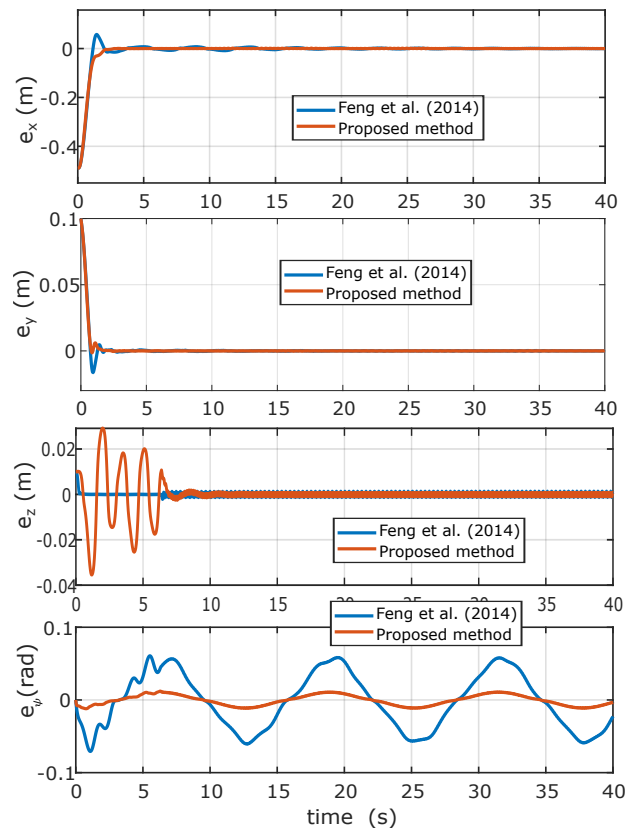 0
-0.2
-0.4
e_x (m)
Feng et al. (2014)
Proposed method
0 5 10 15 20 25 30 35 40
0.1
0.05
0
e_y (m)
Feng et al. (2014)
Proposed method
0 5 10 15 20 25 30 35 40
0.02
0
-0.02
-0.04
e_z (m)
Feng et al. (2014)
Proposed method
0 5 10 15 20 25 30 35 40
Feng et al. (2014)
Proposed method
0.1
0
-0.1
e_ψ (rad)
0 5 10 15 20 25 30 35 40
time (s)